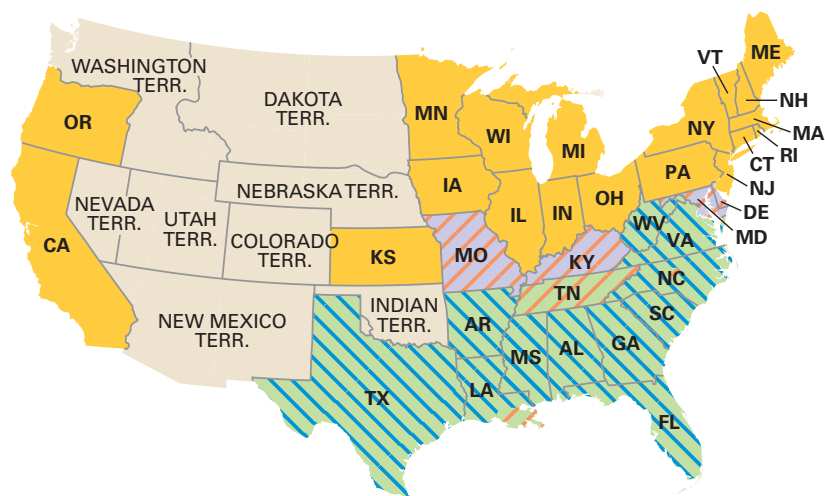 WASHINGTON
TERR.
DAKOTA
TERR.
OR
MN
WI
MI
VT
ME
NH
MA
NY
RI
CT
NJ
PA
DE
MD
NEVADA
TERR.
UTAH
TERR.
NEBRASKA TERR.
IA
IL
IN
OH
WV
VA
CA
COLORADO
TERR.
KS
MO
KY
NC
TN
SC
NEW MEXICO
TERR.
INDIAN
TERR.
AR
MS
AL
GA
TX
LA
FL